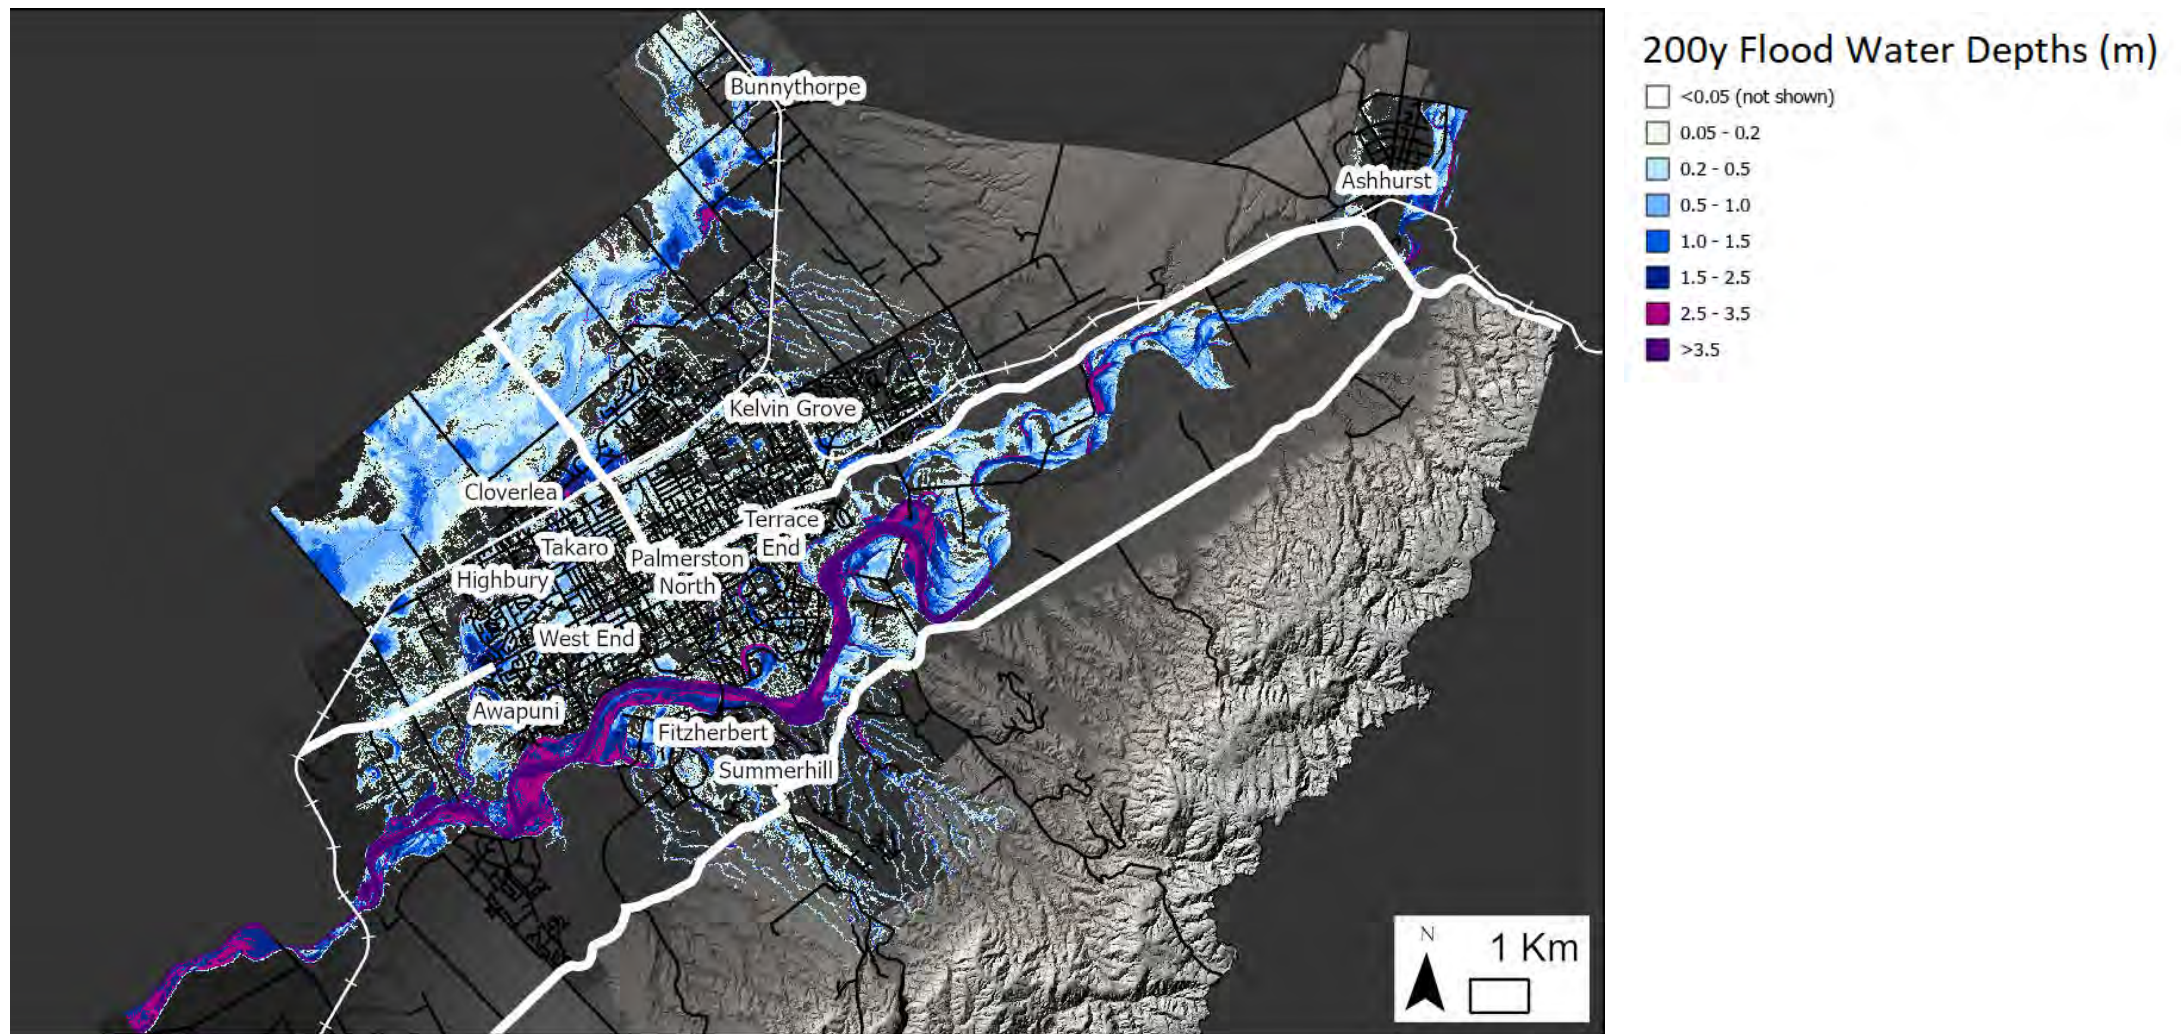 200y Flood Water Depths (m)
<0.05 (not shown)
0.05 - 0.2
0.2 - 0.5
0.5 - 1.0
1.0 - 1.5
1.5 - 2.5
2.5 - 3.5
>3.5
Bunnythorpe
Ashhurst
Kelvin Grove
Cloverlea
Terrace
End
Takaro
Palmerston
North
Highbury
West End
Awapuni
Fitzherbert
Summerhill
N
1 Km